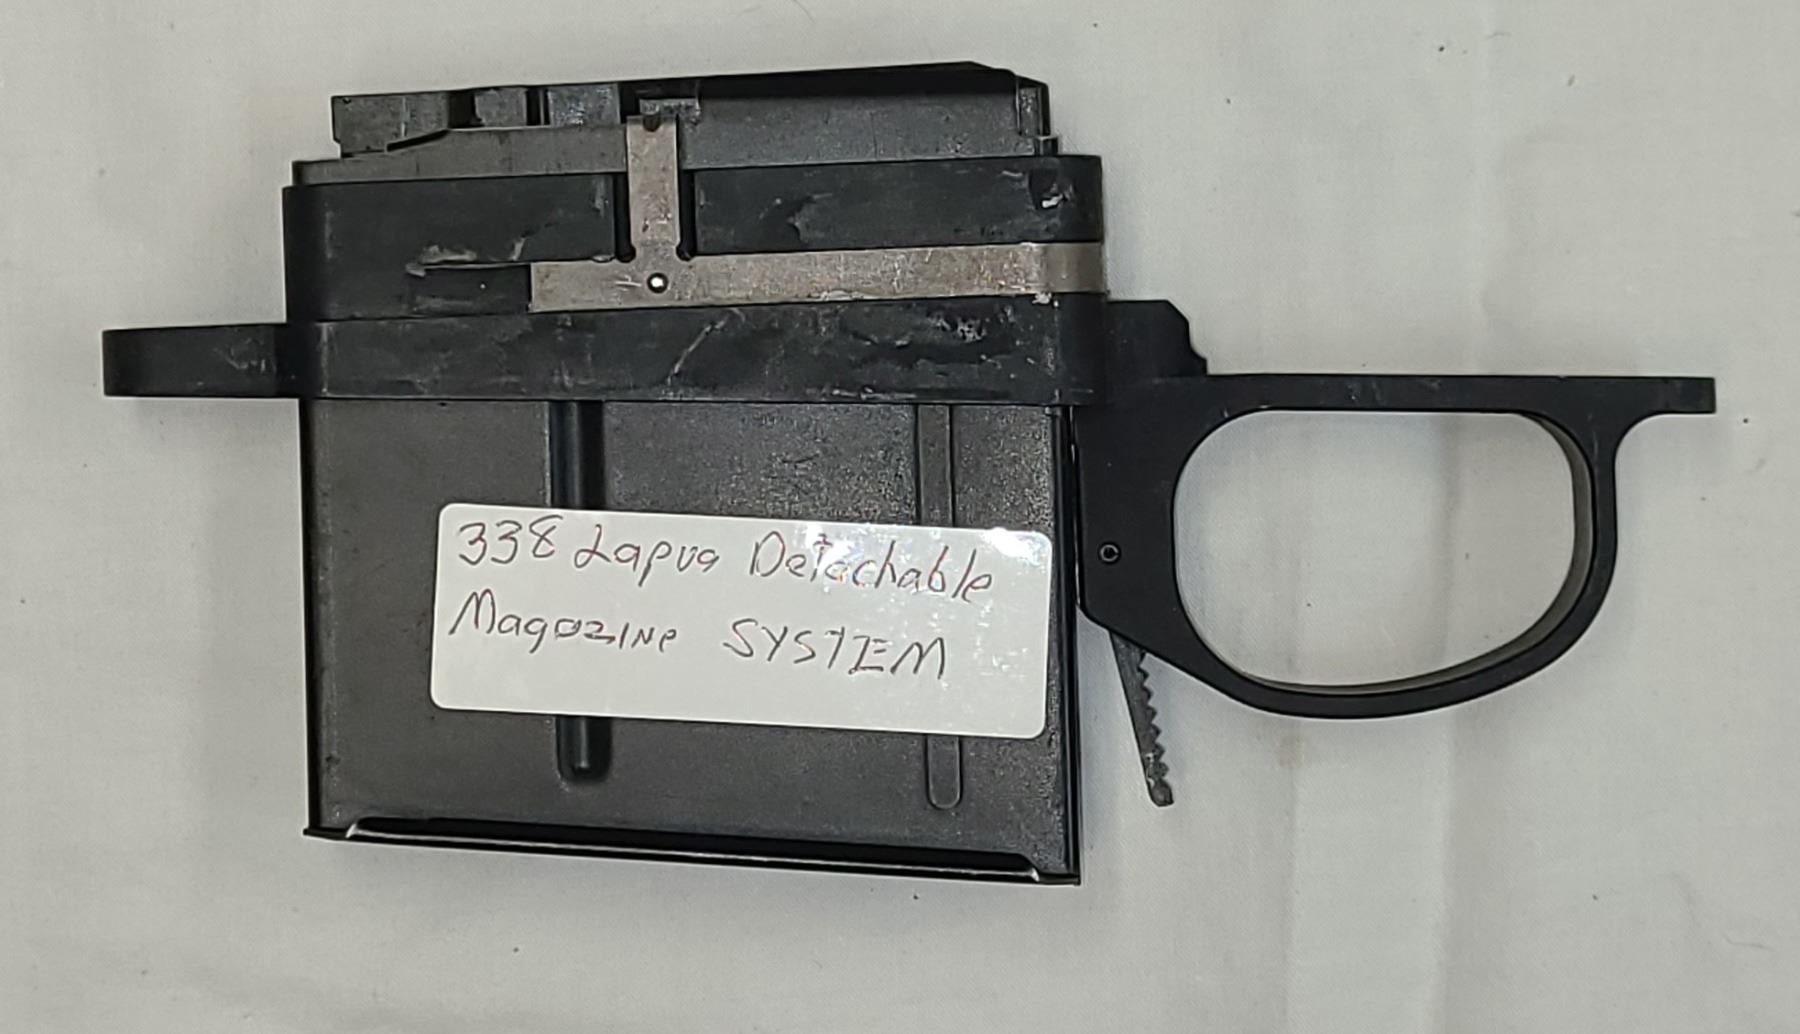 338 Lapua Detachable
Magazine SYSTEM